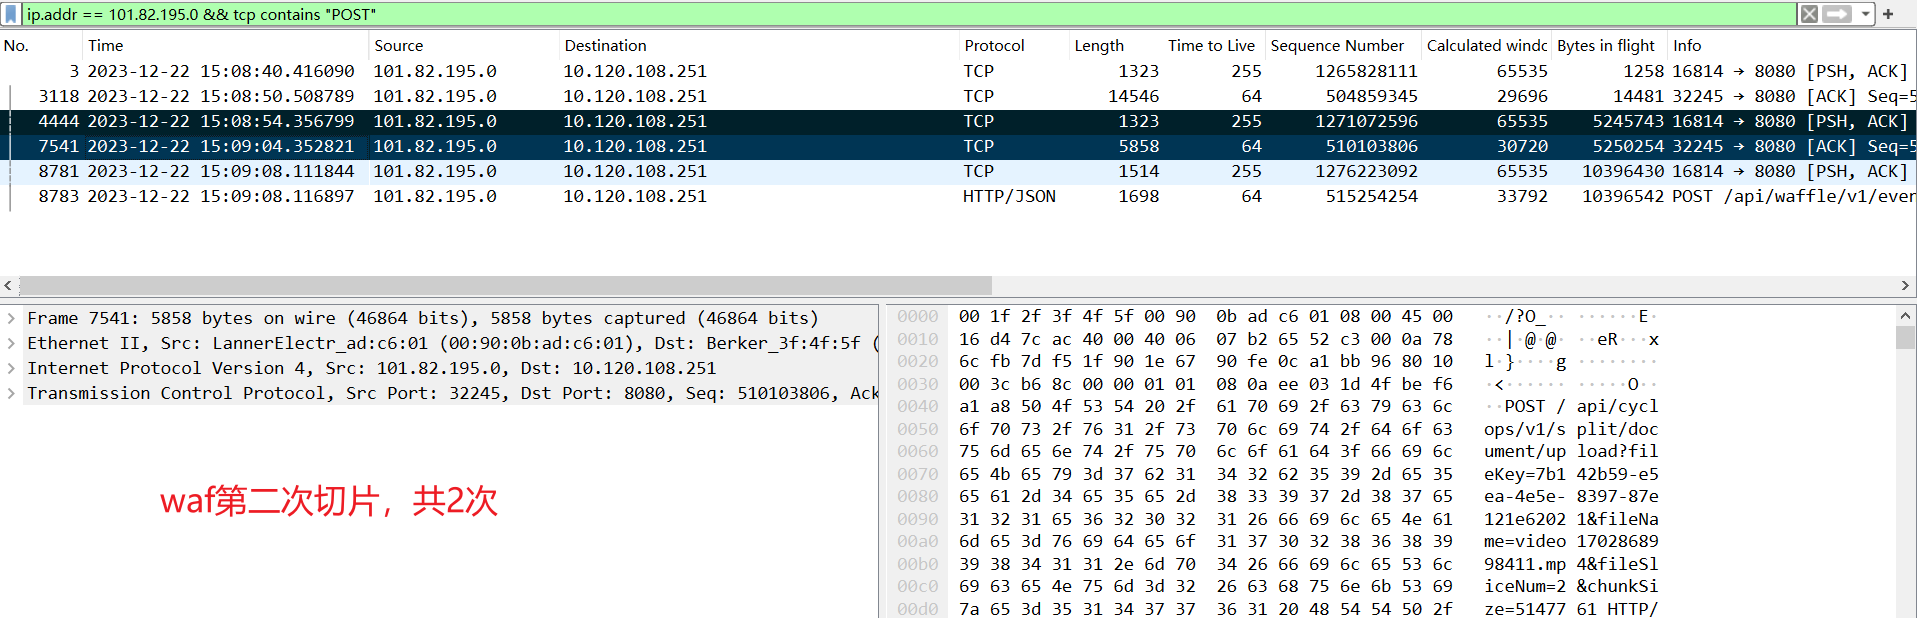 ip.addr == 101.82.195.0 && tcp contains "POST"
No. Time Source Destination Protocol Length Time to Live Sequence Number Calculated windo Bytes in flight Info
3 2023-12-22 15:08:40.416090 101.82.195.0 10.120.108.251 TCP 1323 255 1265828111 65535 1258 16814 → 8080 [PSH, ACK]
3118 2023-12-22 15:08:50.508789 101.82.195.0 10.120.108.251 TCP 14546 64 504859345 29696 14481 32245 → 8080 [ACK] Seq=5
4444 2023-12-22 15:08:54.356799 101.82.195.0 10.120.108.251 TCP 1323 255 1271072596 65535 5245743 16814 → 8080 [PSH, ACK]
7541 2023-12-22 15:09:04.352821 101.82.195.0 10.120.108.251 TCP 5858 64 510103806 30720 5250254 32245 → 8080 [ACK] Seq=5
8781 2023-12-22 15:09:08.111844 101.82.195.0 10.120.108.251 TCP 1514 255 1276223092 65535 10396430 16814 → 8080 [PSH, ACK]
8783 2023-12-22 15:09:08.116897 101.82.195.0 10.120.108.251 HTTP/JSON 1698 64 515254254 33792 10396542 POST /api/waffle/v1/even
Frame 7541: 5858 bytes on wire (46864 bits), 5858 bytes captured (46864 bits)
Ethernet II, Src: LannerElectr_ad:c6:01 (00:90:0b:ad:c6:01), Dst: Berker_3f:4f:5f (
Internet Protocol Version 4, Src: 101.82.195.0, Dst: 10.120.108.251
Transmission Control Protocol, Src Port: 32245, Dst Port: 8080, Seq: 510103806, Ack
waf第二次切片，共2次
0000 00 1f 2f 3f 4f 5f 00 90 0b ad c6 01 08 00 45 00 ··/?O_·· ······E·
0010 16 d4 7c ac 40 00 40 06 07 b2 65 52 c3 00 0a 78 ··|·@·@· ··eR···x
0020 6c fb 7d f5 1f 90 1e 67 90 fe 0c a1 bb 96 80 10 l·}····g ········
0030 00 3c b6 8c 00 00 01 01 08 0a ee 03 1d 4f be f6 ·<······ ·····O··
0040 a1 a8 50 4f 53 54 20 2f 61 70 69 2f 63 79 63 6c ··POST / api/cycl
0050 6f 70 73 2f 76 31 2f 73 70 6c 69 74 2f 64 6f 63 ops/v1/s plit/doc
0060 75 6d 65 6e 74 2f 75 70 6c 6f 61 64 3f 66 69 6c ument/up load?fil
0070 65 4b 65 79 3d 37 62 31 34 32 62 35 39 2d 65 35 eKey=7b1 42b59-e5
0080 65 61 2d 34 65 35 65 2d 38 33 39 37 2d 38 37 65 ea-4e5e- 8397-87e
0090 31 32 31 65 36 32 30 32 31 26 66 69 6c 65 4e 61 121e6202 1&fileNa
00a0 6d 65 3d 76 69 64 65 6f 31 37 30 32 38 36 38 39 me=video 17028689
00b0 39 38 34 31 31 2e 6d 70 34 26 66 69 6c 65 53 6c 98411.mp 4&fileSl
00c0 69 63 65 4e 75 6d 3d 32 26 63 68 75 6e 6b 53 69 iceNum=2 &chunkSi
00d0 7a 65 3d 35 31 34 37 37 36 31 20 48 54 54 50 2f ze=51477 61 HTTP/